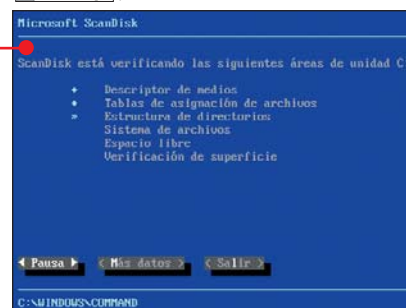 Microsoft ScanDisk
ScanDisk está verificando las siguientes áreas de unidad C
Descriptor de medios
Tablas de asignación de archivos
» Estructura de directorios
Sistema de archivos
Espacio libre
Verificación de superficie
◄ Pausa ► < Más datos > < Salir >
C:\WINDOWS\COMMAND